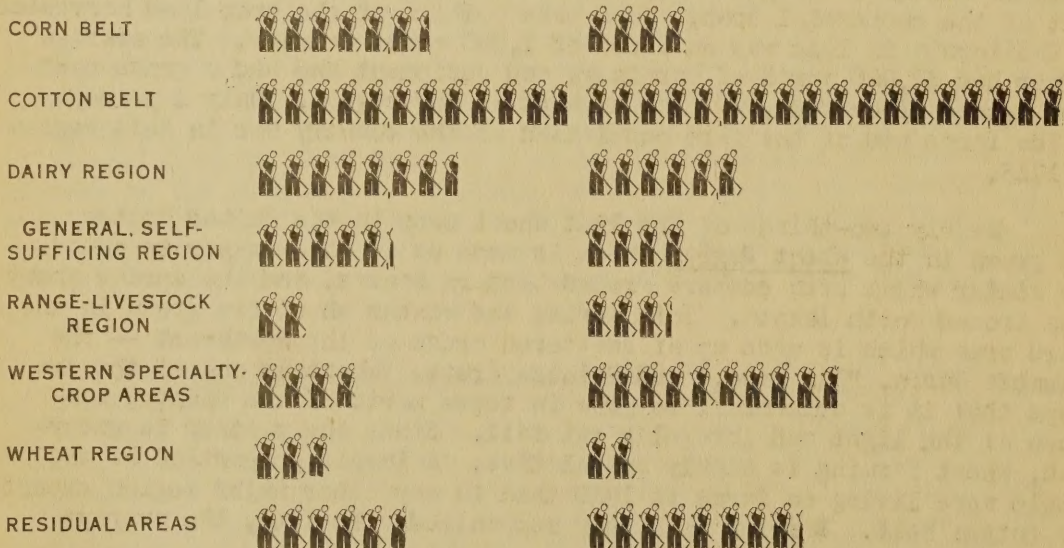 CORN BELT
COTTON BELT
DAIRY REGION
GENERAL, SELF-
SUFFICING REGION
RANGE-LIVESTOCK
REGION
WESTERN SPECIALTY-
CROP AREAS
WHEAT REGION
RESIDUAL AREAS